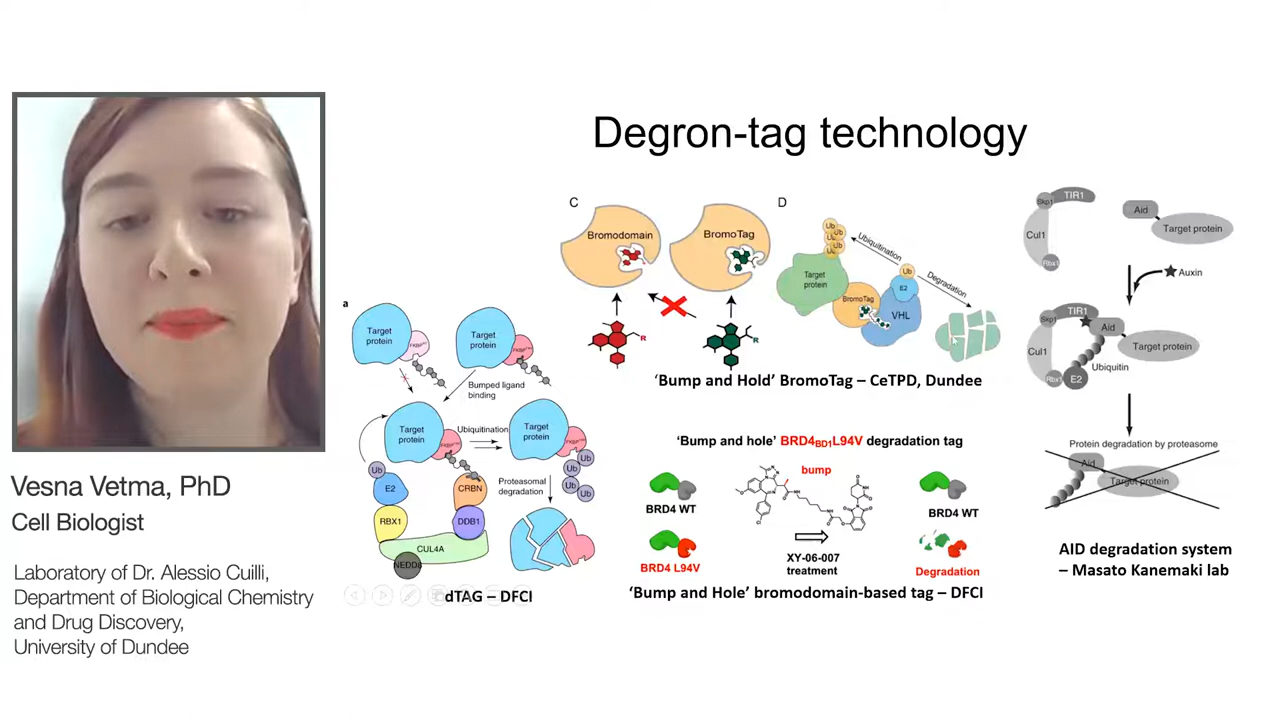 Degron-tag technology
Vesna Vetma, PhD
Cell Biologist
Laboratory of Dr. Alessio Cuilli,
Department of Biological Chemistry
and Drug Discovery,
University of Dundee
a
Target
protein
Target
protein
Bumped ligand
binding
Target
protein
Ubiquitination
Target
protein
Ub
E2
RBX1
CUL4A
NEDD8
CRBN
DDB1
Ub
Ub
Ub
Ub
Proteasomal
degradation
dTAG – DFCI
C
Bromodomain
BromoTag
R
R
D
Ub
Ub
Ub
Ub
Ub
Target
protein
Ubiquitination
Ub
E2
BromoTag
VHL
Degradation
‘Bump and Hold’ BromoTag – CeTPD, Dundee
‘Bump and hole’ BRD4BD1L94V degradation tag
BRD4 WT
BRD4 L94V
bump
XY-06-007
treatment
BRD4 WT
Degradation
‘Bump and Hole’ bromodomain-based tag – DFCI
TIR1
Skp1
Cul1
Rbx1
Aid
Target protein
Auxin
TIR1
Skp1
Cul1
Rbx1
E2
Aid
Target protein
Ubiquitin
Protein degradation by proteasome
Aid
Target protein
AID degradation system
– Masato Kanemaki lab